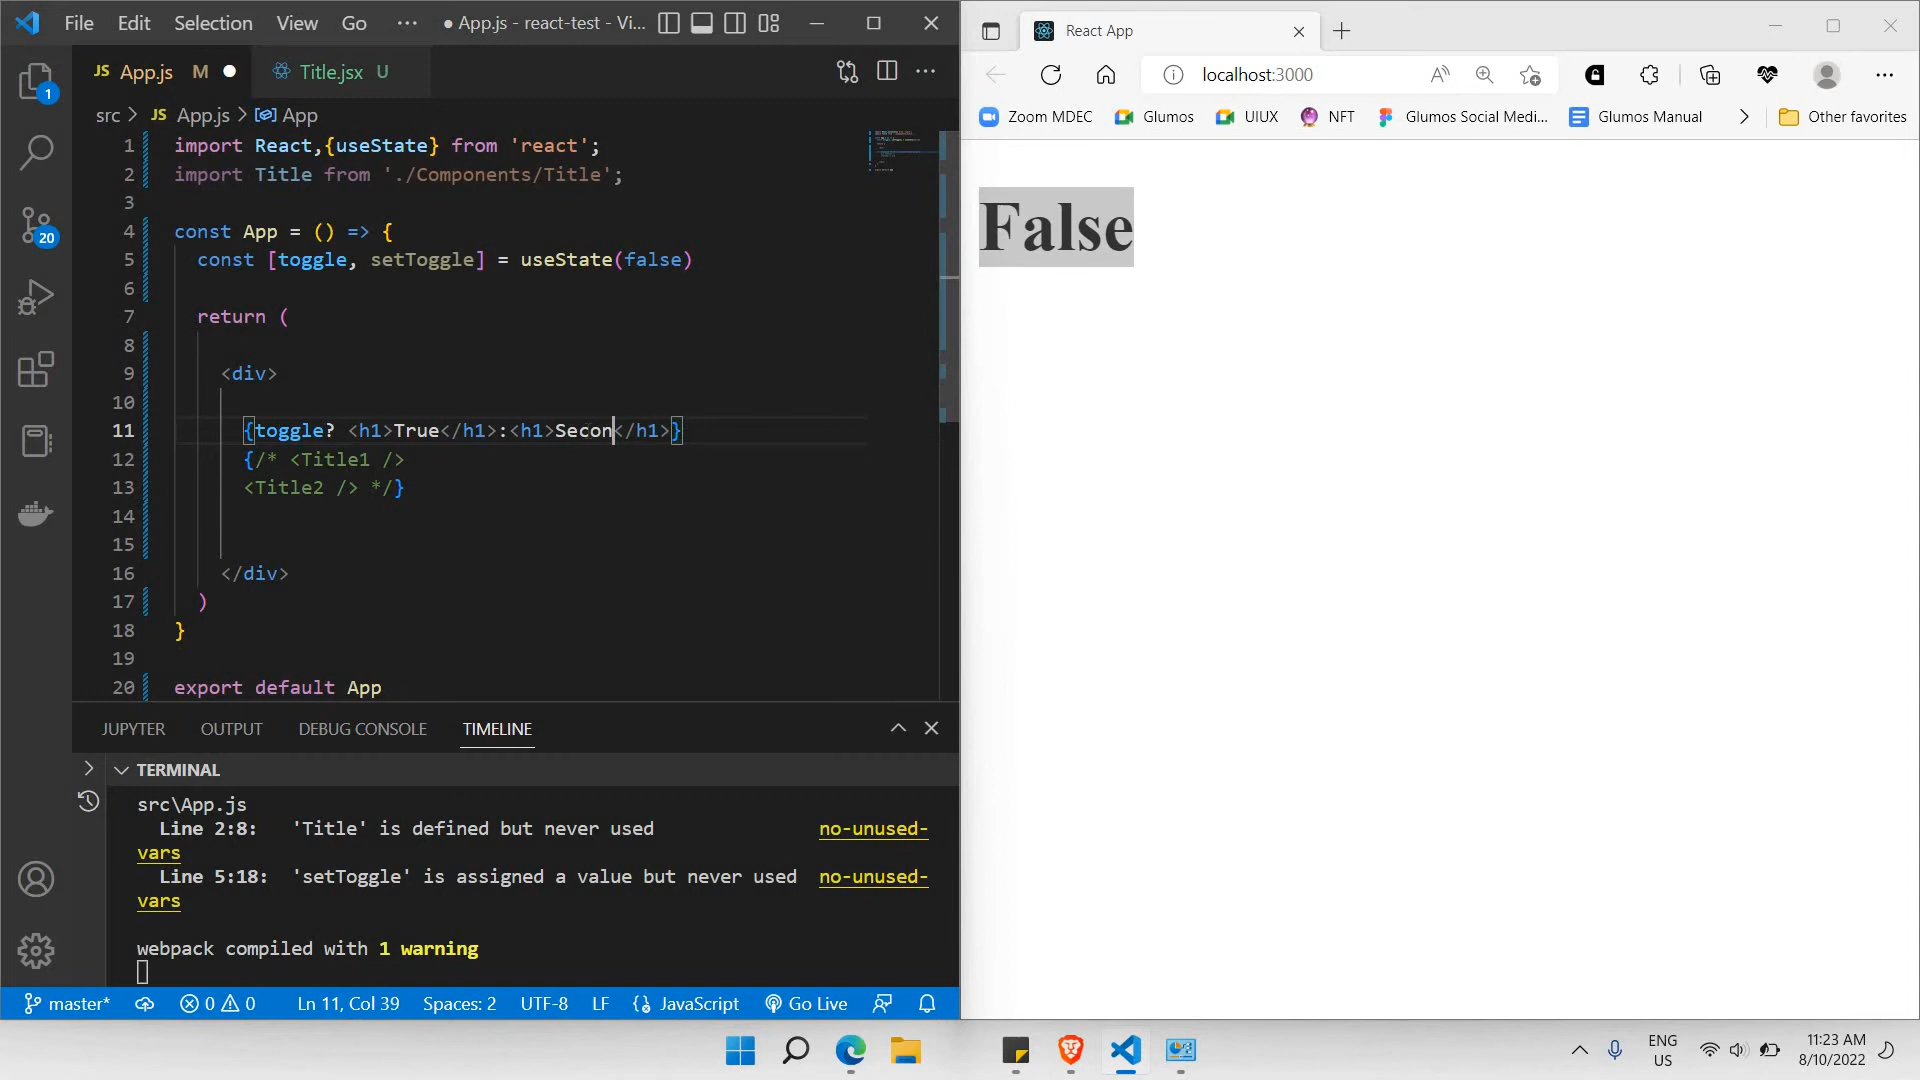 File Edit Selection View Go ··· ● App.js - react-test - Vi...
JS App.js M ● Title.jsx U
src > JS App.js > App
1 import React,{useState} from 'react';
2 import Title from './Components/Title';
3
4 const App = () => {
5 const [toggle, setToggle] = useState(false)
6
7 return (
8
9 <div>
10
11 {toggle? <h1>True</h1>:<h1>Secon</h1>}
12 {/* <Title1 />
13 <Title2 /> */}
14
15
16 </div>
17 )
18 }
19
20 export default App
1
20
JUPYTER OUTPUT DEBUG CONSOLE TIMELINE
TERMINAL
src\App.js
Line 2:8: 'Title' is defined but never used no-unused-
vars
Line 5:18: 'setToggle' is assigned a value but never used no-unused-
vars
webpack compiled with 1 warning
master* 0 0 Ln 11, Col 39 Spaces: 2 UTF-8 LF JavaScript Go Live
React App
localhost:3000
Zoom MDEC Glumos UIUX NFT Glumos Social Medi... Glumos Manual Other favorites
False
ENG
US
11:23 AM
8/10/2022